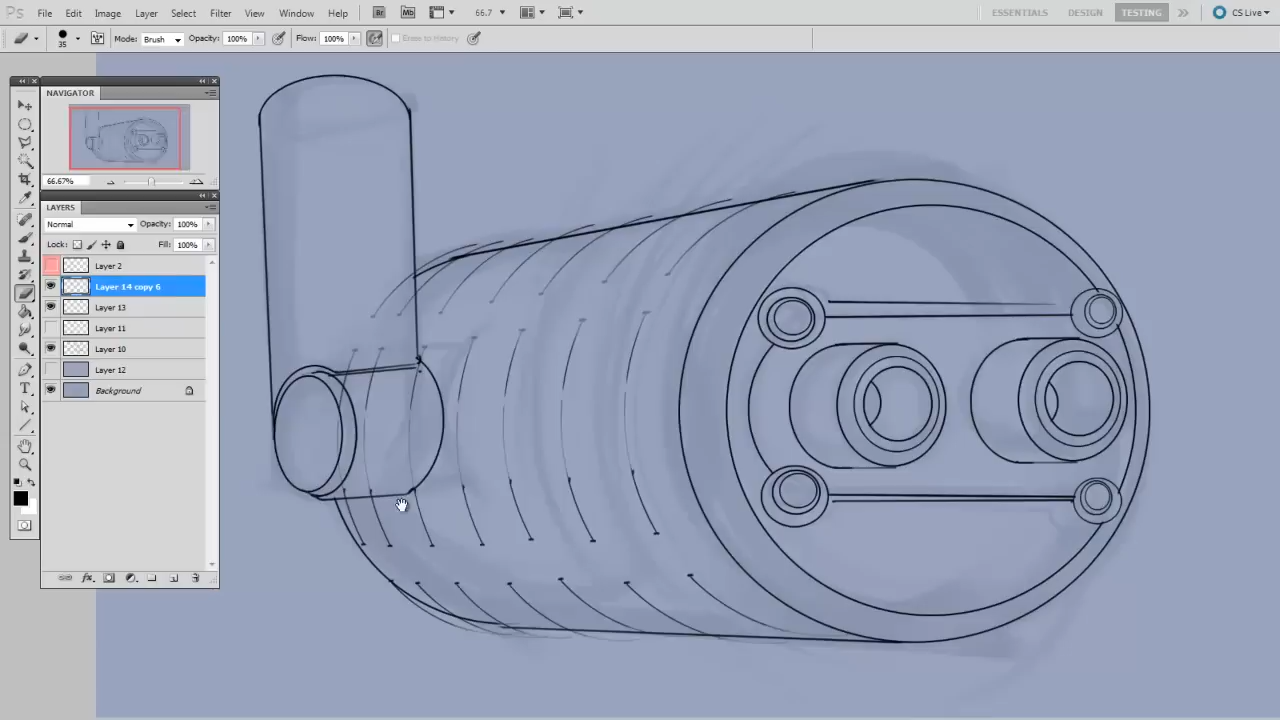 Ps File Edit Image Layer Select Filter View Window Help Br Mb 66.7 ESSENTIALS DESIGN TESTING CS Live
35 Mode: Brush Opacity: 100% Flow: 100% Erase to History
NAVIGATOR
66.67%
LAYERS
Normal Opacity: 100%
Lock: Fill: 100%
Layer 2
Layer 14 copy 6
Layer 13
Layer 11
Layer 10
Layer 12
Background